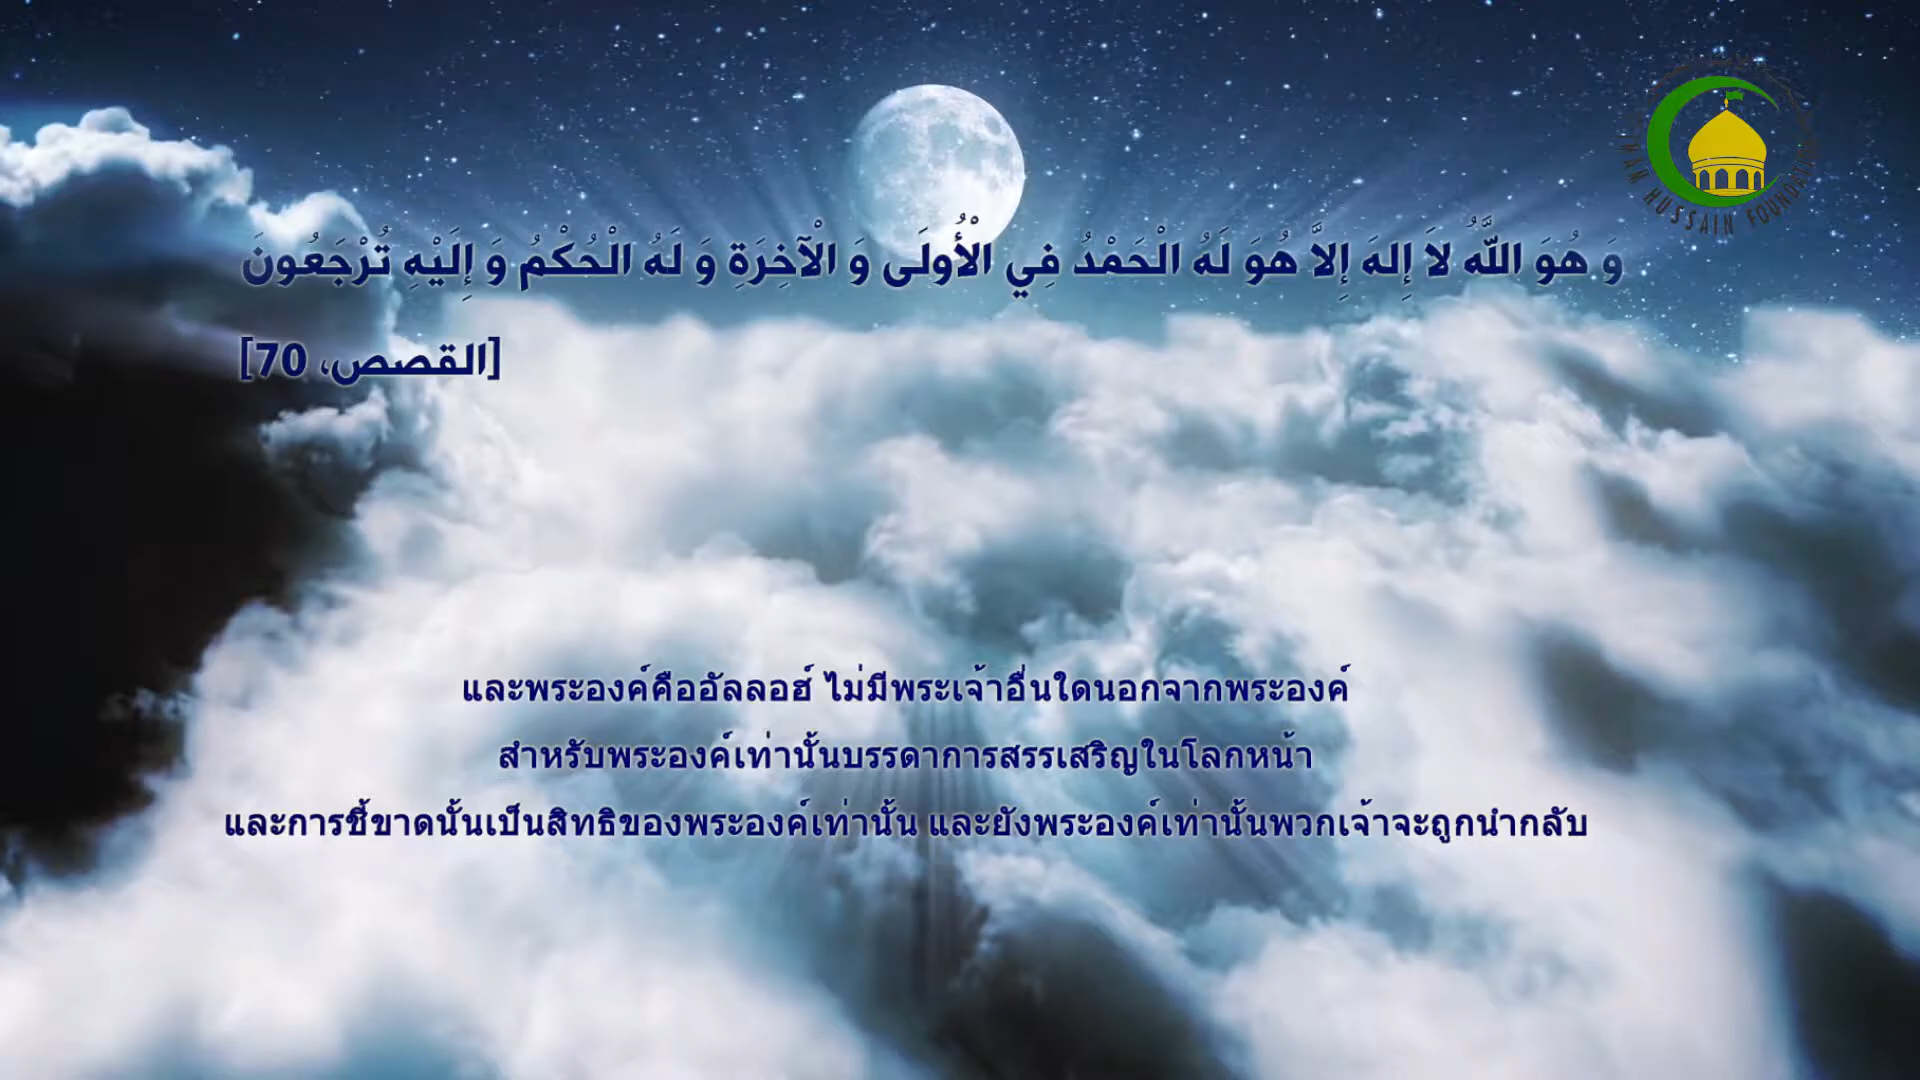 وَ هُوَ اللَّهُ لاَ إِلهَ إِلاَّ هُوَ لَهُ الْحَمْدُ فِي الْأُولَى وَ الْآخِرَةِ وَ لَهُ الْحُكْمُ وَ إِلَيْهِ تُرْجَعُونَ
[القصص، 70]
และพระองค์คืออัลลอฮ์ ไม่มีพระเจ้าอื่นใดนอกจากพระองค์
สำหรับพระองค์เท่านั้นบรรดาการสรรเสริญในโลกหน้า
และการชี้ขาดนั้นเป็นสิทธิของพระองค์เท่านั้น และยังพระองค์เท่านั้นพวกเจ้าจะถูกนำกลับ
HUSSAIN FOUNDATION